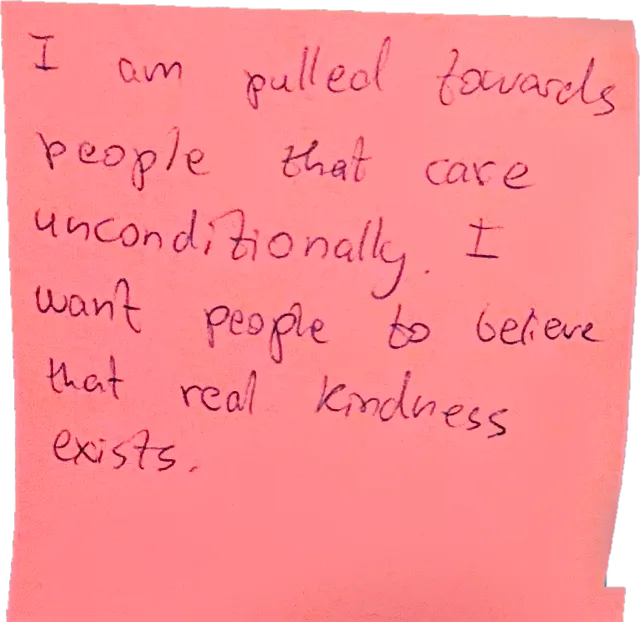 I am pulled towards
people that care
unconditionally. I
want people to believe
that real kindness
exists.